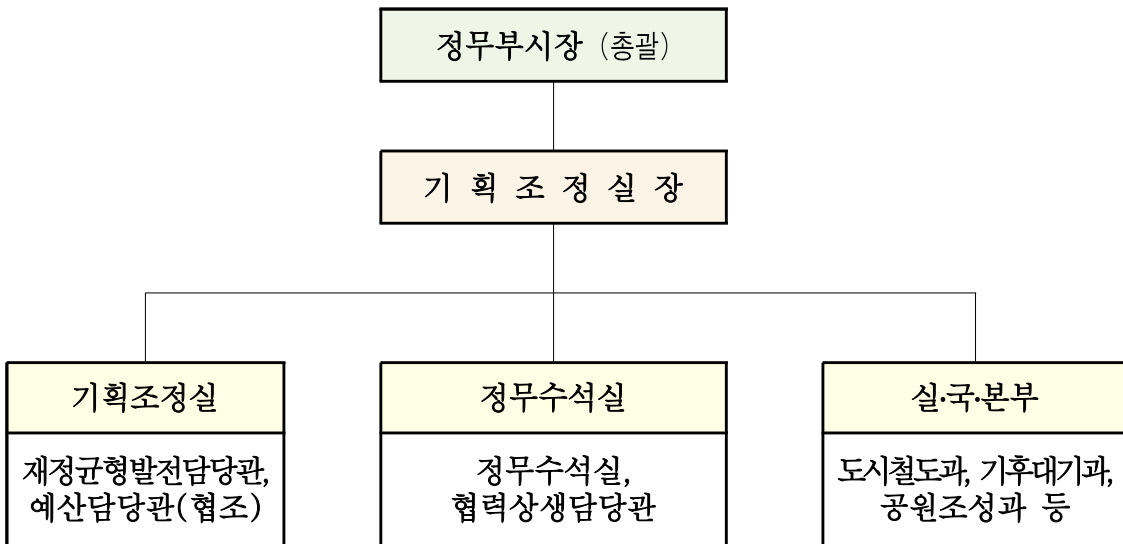 정무부시장 (총괄)
기 획 조 정 실 장
기획조정실
재정균형발전담당관,
예산담당관(협조)
정무수석실
정무수석실,
협력상생담당관
실·국·본부
도시철도과, 기후대기과,
공원조성과 등